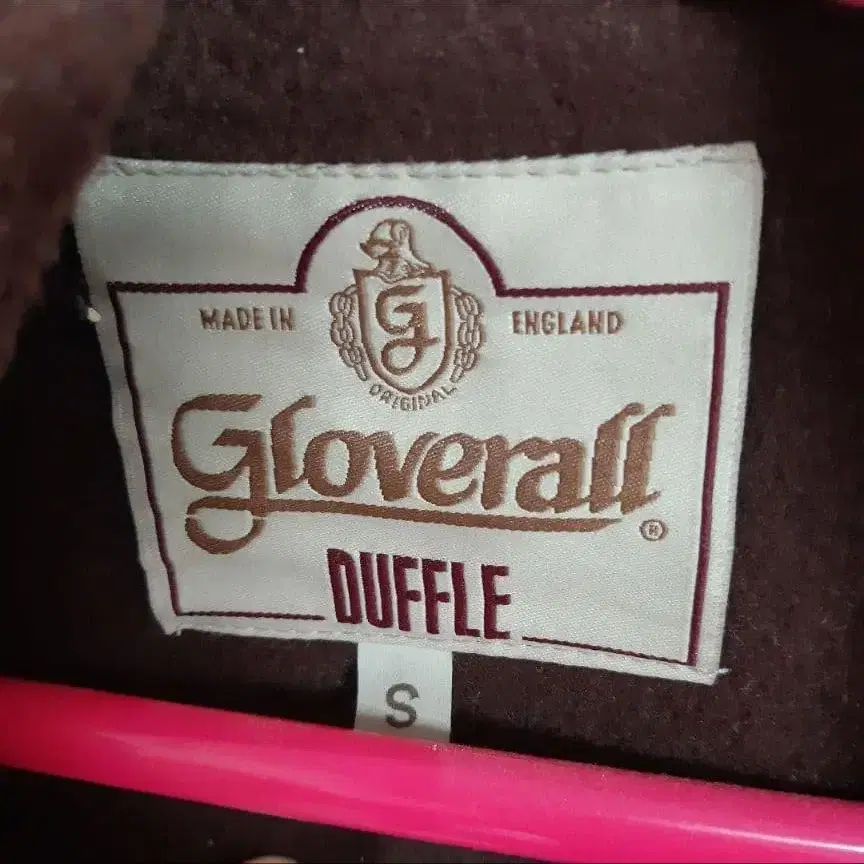 G
ORIGINAL
MADE IN ENGLAND
Gloverall®
DUFFLE
S